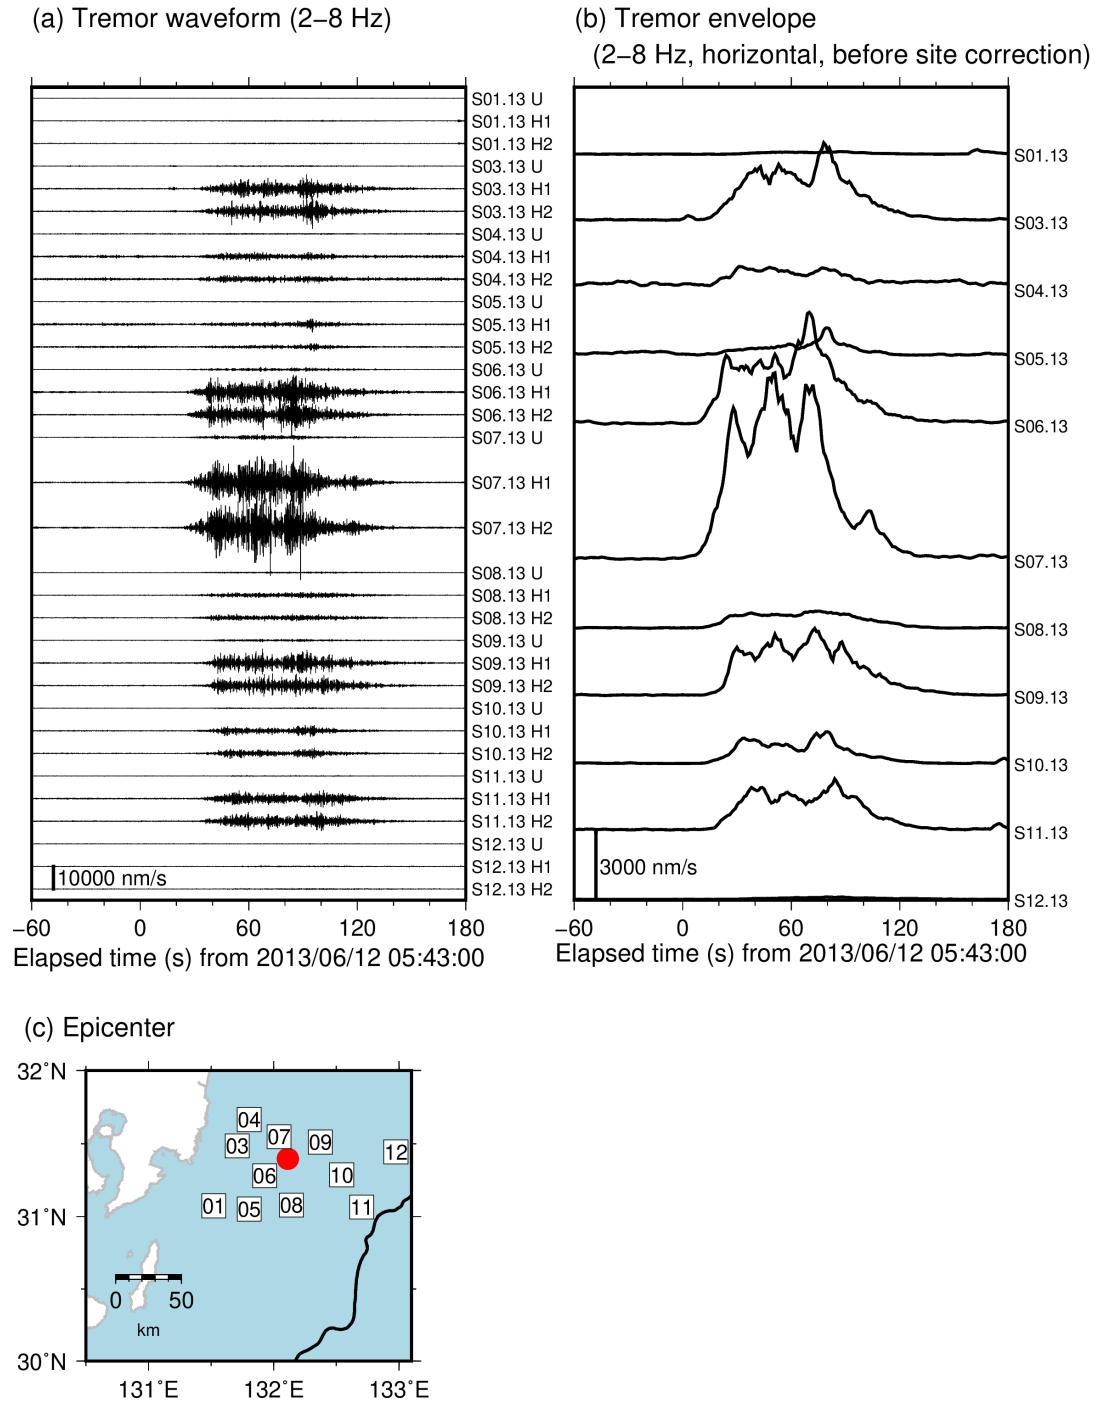 (a) Tremor waveform (2−8 Hz)
S01.13 U
S01.13 H1
S01.13 H2
S03.13 U
S03.13 H1
S03.13 H2
S04.13 U
S04.13 H1
S04.13 H2
S05.13 U
S05.13 H1
S05.13 H2
S06.13 U
S06.13 H1
S06.13 H2
S07.13 U
S07.13 H1
S07.13 H2
S08.13 U
S08.13 H1
S08.13 H2
S09.13 U
S09.13 H1
S09.13 H2
S10.13 U
S10.13 H1
S10.13 H2
S11.13 U
S11.13 H1
S11.13 H2
S12.13 U
S12.13 H1
S12.13 H2
10000 nm/s
−60 0 60 120 180
Elapsed time (s) from 2013/06/12 05:43:00
(b) Tremor envelope
(2−8 Hz, horizontal, before site correction)
S01.13
S03.13
S04.13
S05.13
S06.13
S07.13
S08.13
S09.13
S10.13
S11.13
S12.13
3000 nm/s
−60 0 60 120 180
Elapsed time (s) from 2013/06/12 05:43:00
(c) Epicenter
32˚N
31˚N
30˚N
04
07
03
09
12
06
10
01
05
08
11
0 50
km
131˚E 132˚E 133˚E